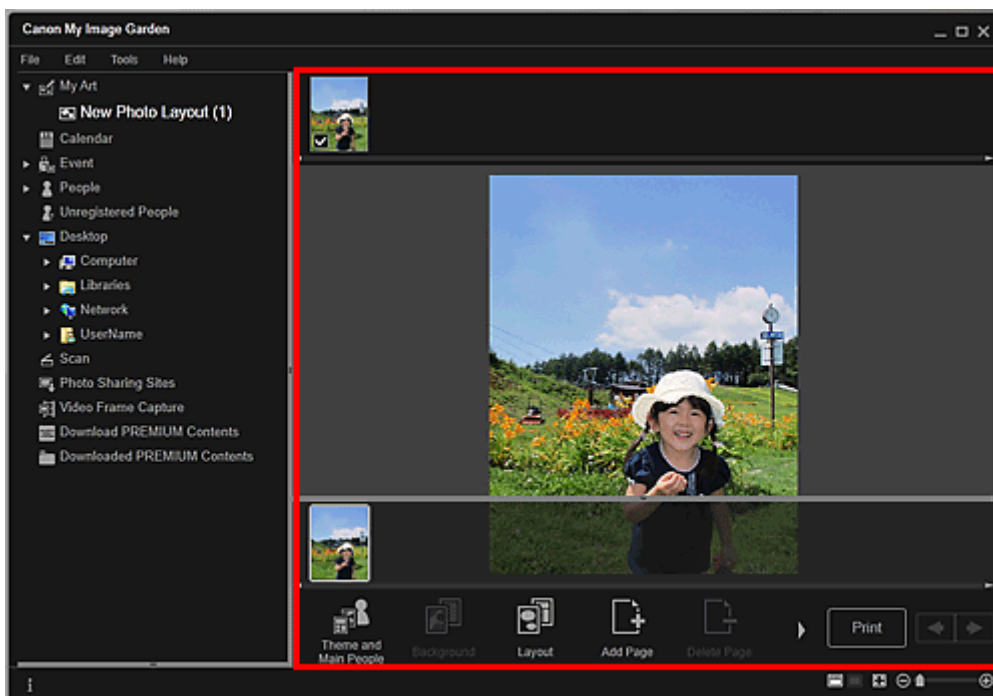 Canon My Image Garden
File Edit Tools Help
My Art
New Photo Layout (1)
Calendar
Event
People
Unregistered People
Desktop
Computer
Libraries
Network
UserName
Scan
Photo Sharing Sites
Video Frame Capture
Download PREMIUM Contents
Downloaded PREMIUM Contents
Theme and
Main People
Background
Layout
Add Page
Delete Page
Print